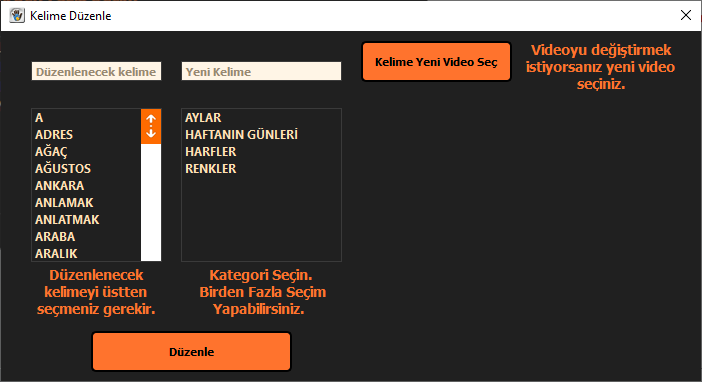 Kelime Düzenle
Düzenlenecek kelime
Yeni Kelime
Kelime Yeni Video Seç
Videoyu değiştirmek
istiyorsanız yeni video
seçiniz.
A
ADRES
AĞAÇ
AĞUSTOS
ANKARA
ANLAMAK
ANLATMAK
ARABA
ARALIK
AYLAR
HAFTANIN GÜNLERİ
HARFLER
RENKLER
Düzenlenecek
kelimeyi üstten
seçmeniz gerekir.
Kategori Seçin.
Birden Fazla Seçim
Yapabilirsiniz.
Düzenle